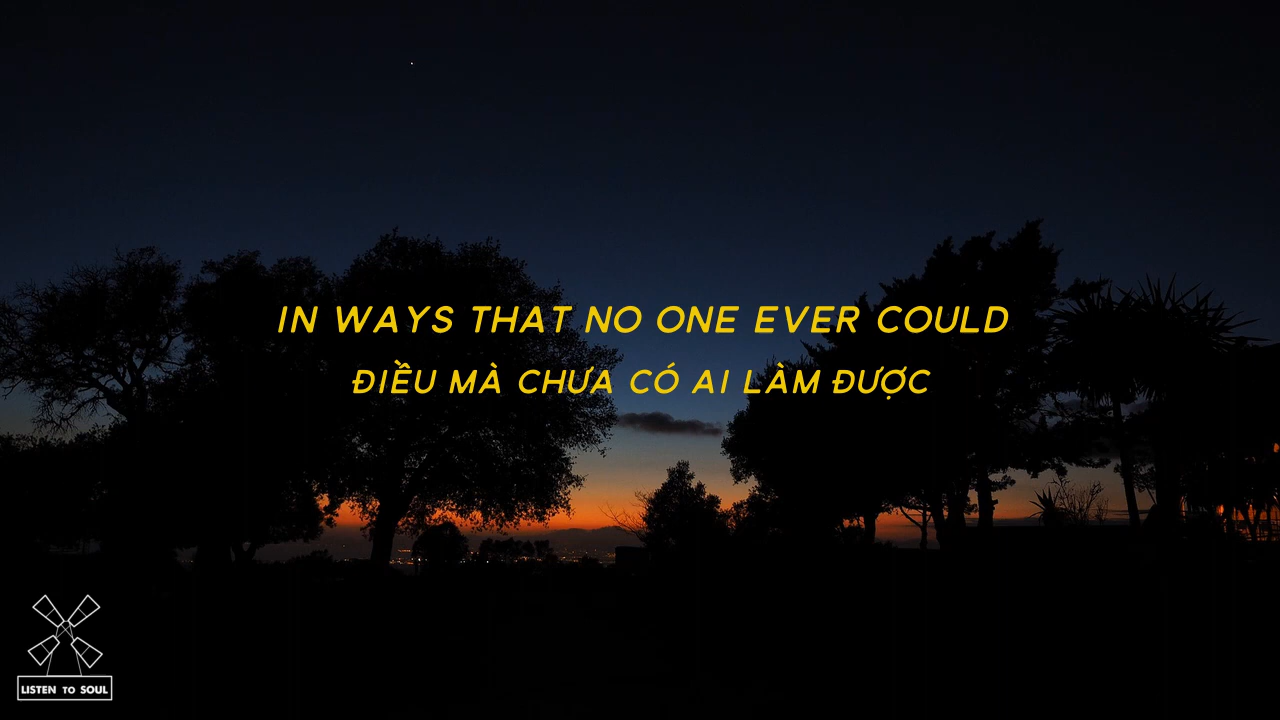 IN WAYS THAT NO ONE EVER COULD
ĐIỀU MÀ CHƯA CÓ AI LÀM ĐƯỢC
LISTEN TO SOUL